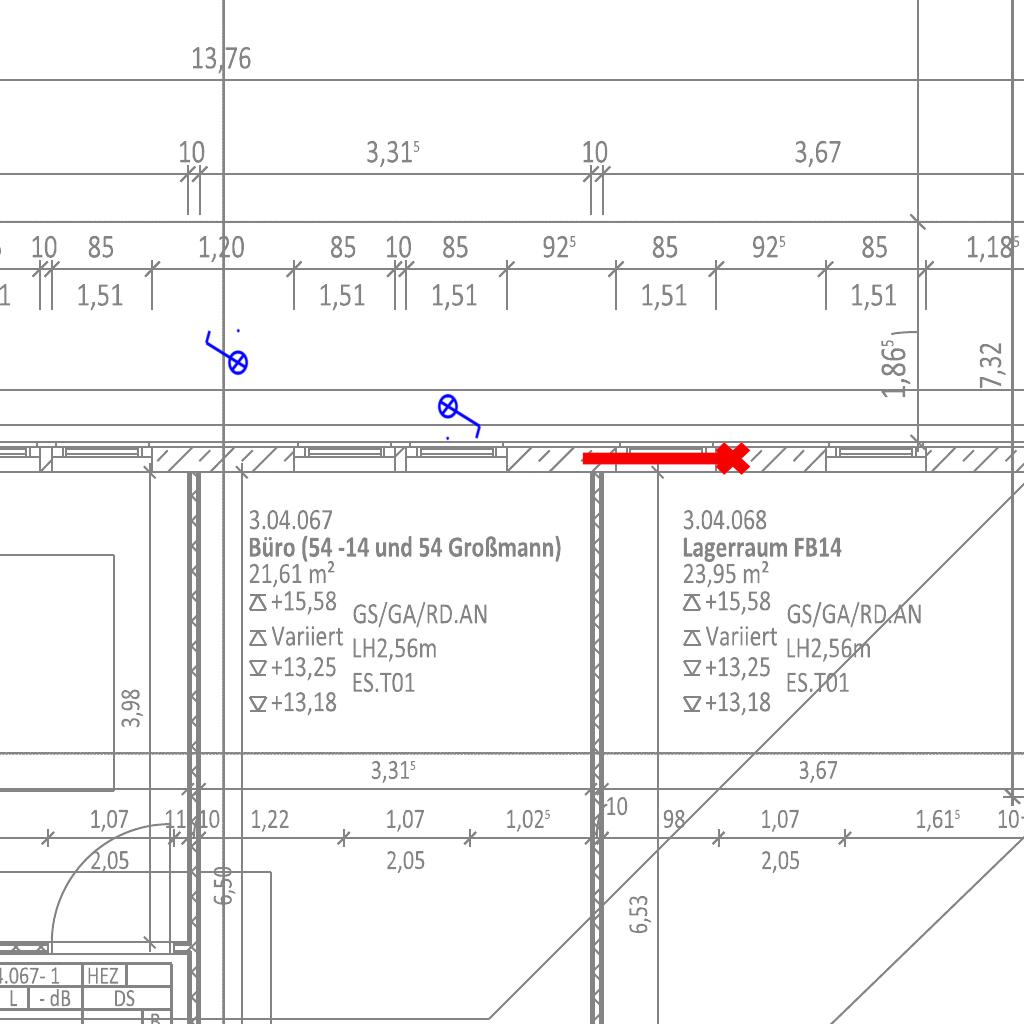 13,76
10 3,31⁵ 10 3,67
10 85 1,20 85 10 85 92⁵ 85 92⁵ 85 1,18⁵
1 1,51 1,51 1,51 1,51 1,51
1,86⁵
7,32
3.04.067
Büro (54 -14 und 54 Großmann)
21,61 m²
+15,58
Variiert
+13,25
+13,18
GS/GA/RD.AN
LH2,56m
ES.T01
3.04.068
Lagerraum FB14
23,95 m²
+15,58
Variiert
+13,25
+13,18
GS/GA/RD.AN
LH2,56m
ES.T01
3,98
3,31⁵ 3,67
1,07 11 10 1,22 1,07 1,02⁵ 10 98 1,07 1,61⁵ 10
2,05 2,05 2,05
6,50
6,53
4.067- 1 HEZ
L - dB DS
B